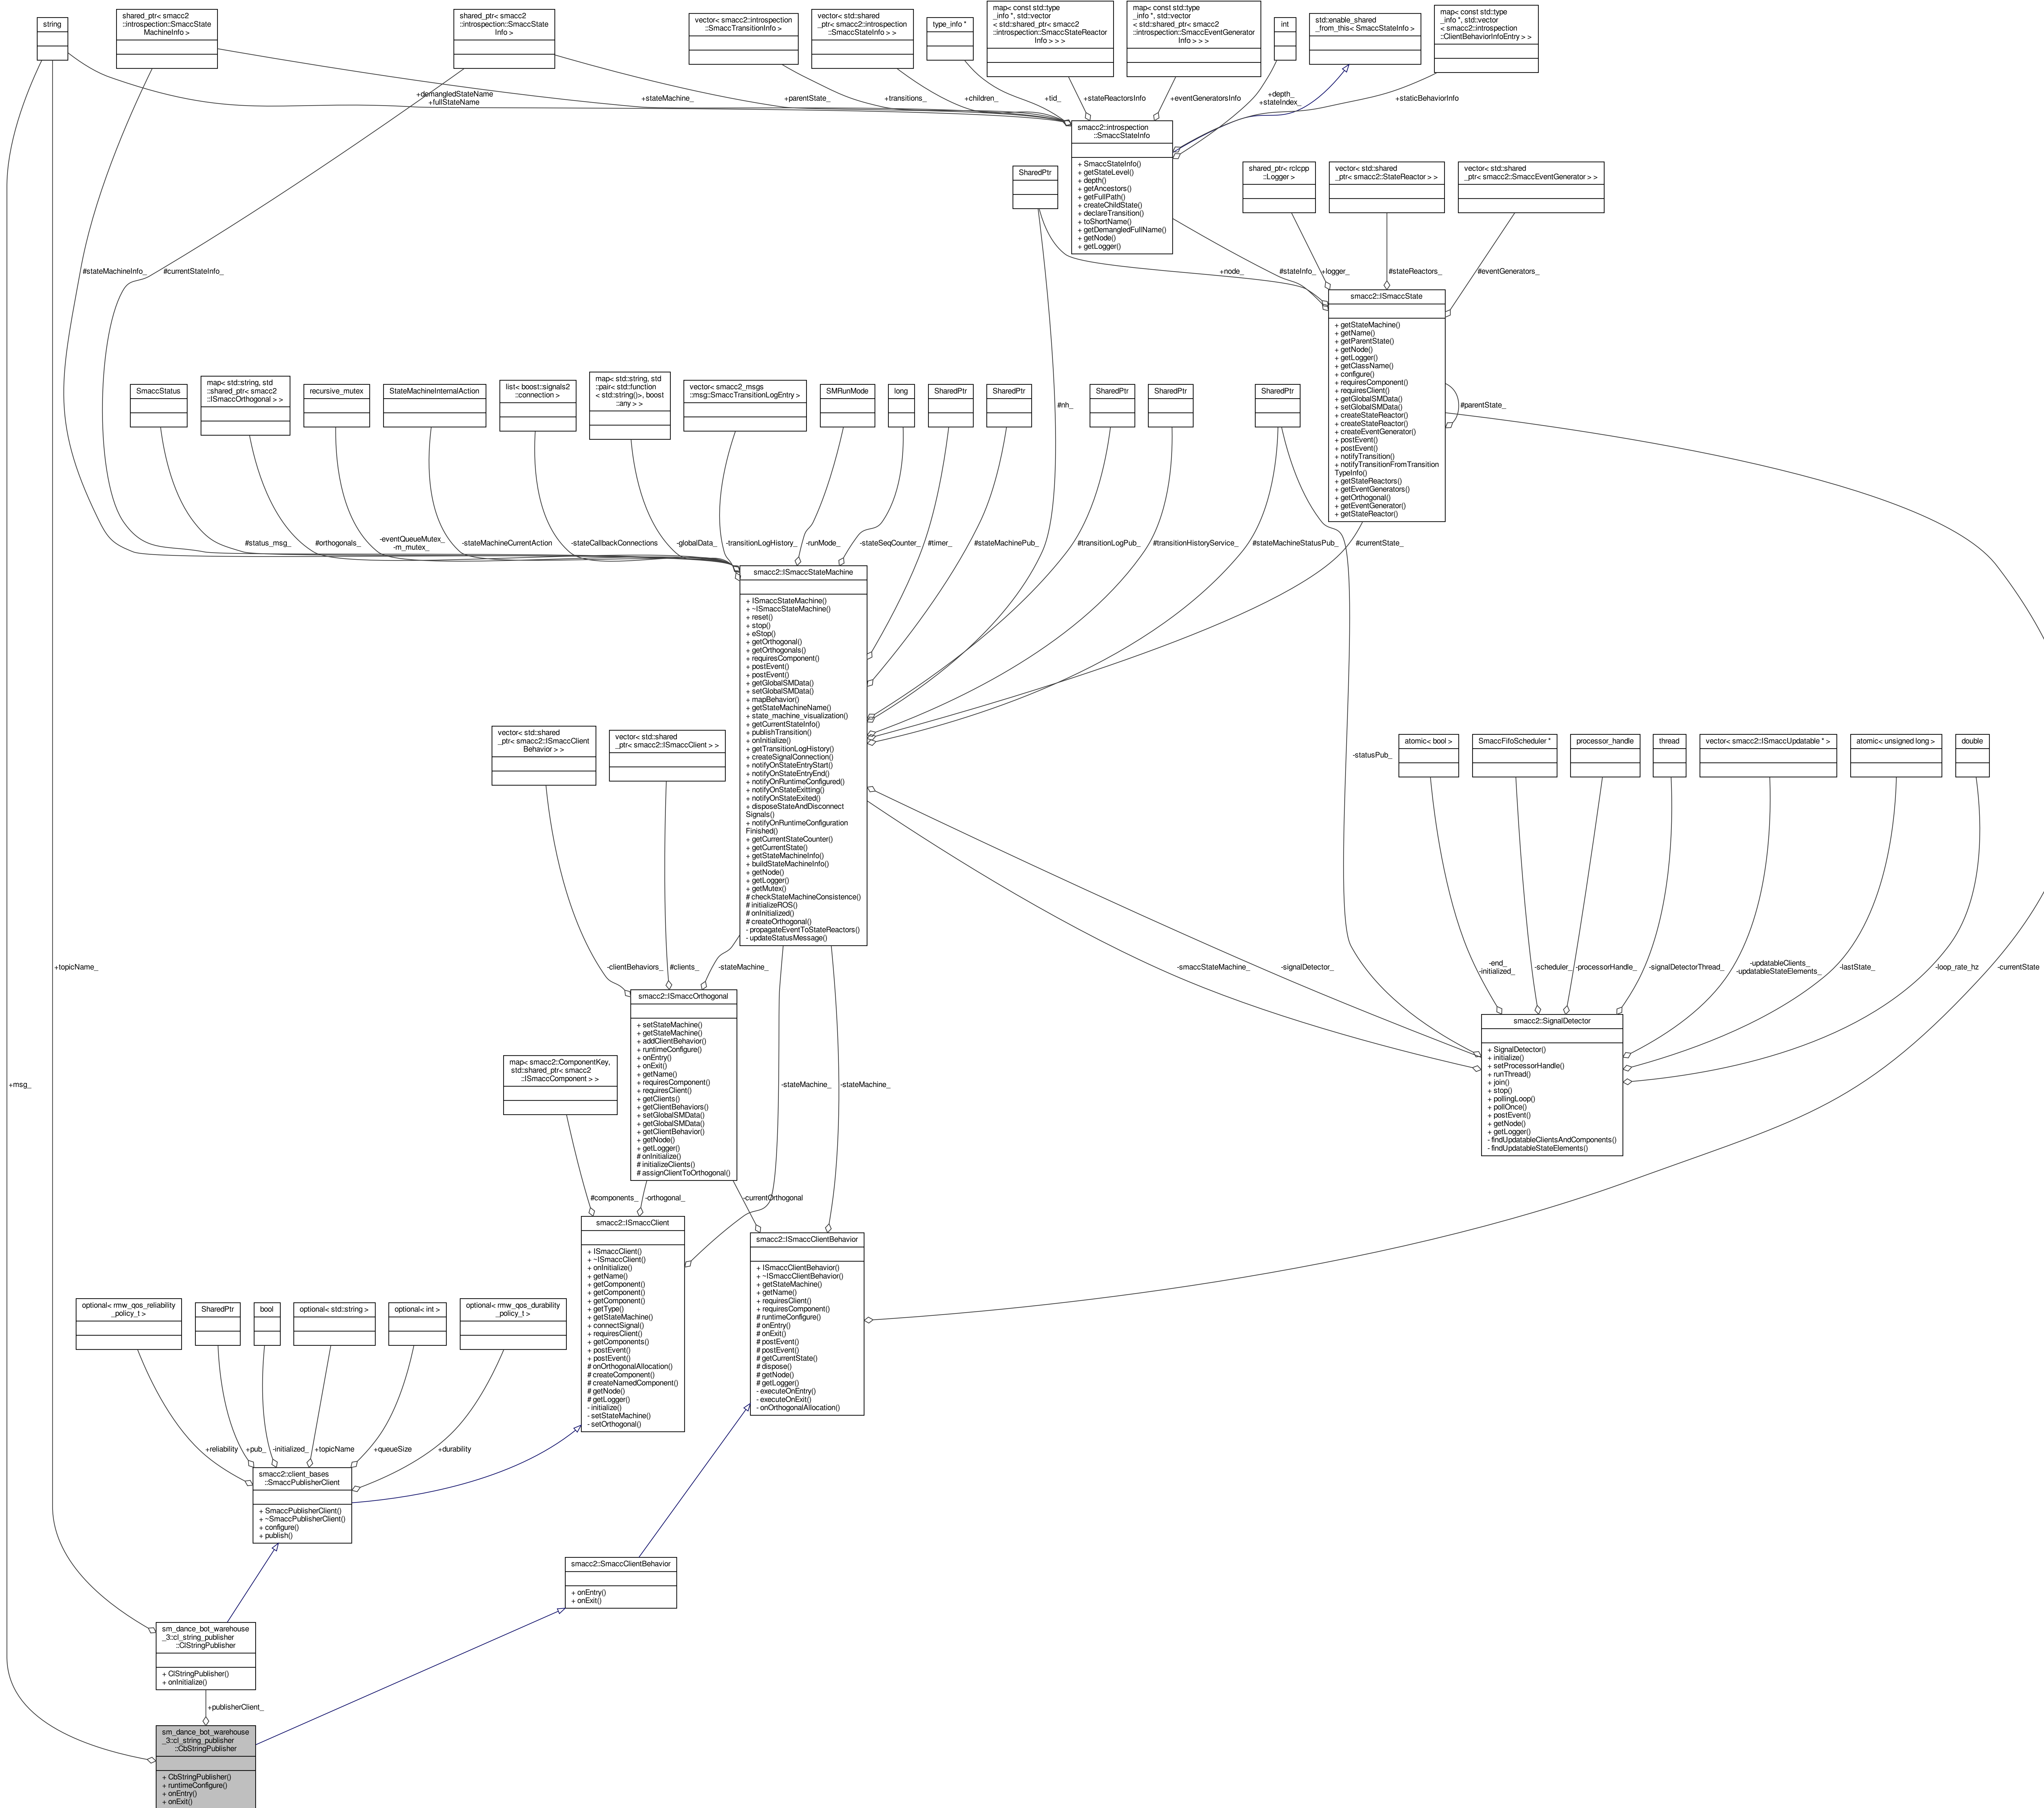 string
shared_ptr< smacc2
::introspection::SmaccState
MachineInfo >
shared_ptr< smacc2
::introspection::SmaccState
Info >
vector< smacc2::introspection
::SmaccTransitionInfo >
vector< std::shared
_ptr< smacc2::introspection
::SmaccStateInfo > >
type_info *
map< const std::type
_info *, std::vector
< std::shared_ptr< smacc2
::introspection::SmaccStateReactor
Info > > >
map< const std::type
_info *, std::vector
< std::shared_ptr< smacc2
::introspection::SmaccEventGenerator
Info > > >
int
std::enable_shared
_from_this< SmaccStateInfo >
map< const std::type
_info *, std::vector
< smacc2::introspection
::ClientBehaviorInfoEntry > >
+demangledStateName
+fullStateName
+stateMachine_
+parentState_
+transitions_
+children_
+tid_
+stateReactorsInfo
+eventGeneratorsInfo
+depth_
+stateIndex_
+staticBehaviorInfo
smacc2::introspection
::SmaccStateInfo
+ SmaccStateInfo()
+ getStateLevel()
+ depth()
+ getAncestors()
+ getFullPath()
+ createChildState()
+ declareTransition()
+ toShortName()
+ getDemangledFullName()
+ getNode()
+ getLogger()
SharedPtr
shared_ptr< rclcpp
::Logger >
vector< std::shared
_ptr< smacc2::StateReactor > >
vector< std::shared
_ptr< smacc2::SmaccEventGenerator > >
#stateMachineInfo_
#currentStateInfo_
+node_
#stateInfo_
+logger_
#stateReactors_
#eventGenerators_
smacc2::ISmaccState
+ getStateMachine()
+ getName()
+ getParentState()
+ getNode()
+ getLogger()
+ getClassName()
+ configure()
+ requiresComponent()
+ requiresClient()
+ getGlobalSMData()
+ setGlobalSMData()
+ createStateReactor()
+ createStateReactor()
+ createEventGenerator()
+ postEvent()
+ postEvent()
+ notifyTransition()
+ notifyTransitionFromTransition
TypeInfo()
+ getStateReactors()
+ getEventGenerators()
+ getOrthogonal()
+ getEventGenerator()
+ getStateReactor()
#parentState_
SmaccStatus
map< std::string, std
::shared_ptr< smacc2
::ISmaccOrthogonal > >
recursive_mutex
StateMachineInternalAction
list< boost::signals2
::connection >
map< std::string, std
::pair< std::function
< std::string()>, boost
::any > >
vector< smacc2_msgs
::msg::SmaccTransitionLogEntry >
SMRunMode
long
SharedPtr
SharedPtr
SharedPtr
SharedPtr
SharedPtr
#nh_
#status_msg_
#orthogonals_
-eventQueueMutex_
-m_mutex_
-stateMachineCurrentAction
-stateCallbackConnections
-globalData_
-transitionLogHistory_
-runMode_
-stateSeqCounter_
#timer_
#stateMachinePub_
#transitionLogPub_
#transitionHistoryService_
#stateMachineStatusPub_
#currentState_
smacc2::ISmaccStateMachine
+ ISmaccStateMachine()
+ ~ISmaccStateMachine()
+ reset()
+ stop()
+ eStop()
+ getOrthogonal()
+ getOrthogonals()
+ requiresComponent()
+ postEvent()
+ postEvent()
+ getGlobalSMData()
+ setGlobalSMData()
+ mapBehavior()
+ getStateMachineName()
+ state_machine_visualization()
+ getCurrentStateInfo()
+ publishTransition()
+ onInitialize()
+ getTransitionLogHistory()
+ createSignalConnection()
+ notifyOnStateEntryStart()
+ notifyOnStateEntryEnd()
+ notifyOnRuntimeConfigured()
+ notifyOnStateExitting()
+ notifyOnStateExited()
+ disposeStateAndDisconnect
Signals()
+ notifyOnRuntimeConfiguration
Finished()
+ getCurrentStateCounter()
+ getCurrentState()
+ getStateMachineInfo()
+ buildStateMachineInfo()
+ getNode()
+ getLogger()
+ getMutex()
# checkStateMachineConsistence()
# initializeROS()
# onInitialized()
# createOrthogonal()
- propagateEventToStateReactors()
- updateStatusMessage()
vector< std::shared
_ptr< smacc2::ISmaccClient
Behavior > >
vector< std::shared
_ptr< smacc2::ISmaccClient > >
-statusPub_
atomic< bool >
SmaccFifoScheduler *
processor_handle
thread
vector< smacc2::ISmaccUpdatable * >
atomic< unsigned long >
double
+topicName_
-clientBehaviors_
#clients_
-stateMachine_
-smaccStateMachine_
-signalDetector_
-end_
-initialized_
-scheduler_
-processorHandle_
-signalDetectorThread_
-updatableClients_
-updatableStateElements_
-lastState_
-loop_rate_hz
-currentState
smacc2::ISmaccOrthogonal
+ setStateMachine()
+ getStateMachine()
+ addClientBehavior()
+ runtimeConfigure()
+ onEntry()
+ onExit()
+ getName()
+ requiresComponent()
+ requiresClient()
+ getClients()
+ getClientBehaviors()
+ setGlobalSMData()
+ getGlobalSMData()
+ getClientBehavior()
+ getNode()
+ getLogger()
# onInitialize()
# initializeClients()
# assignClientToOrthogonal()
smacc2::SignalDetector
+ SignalDetector()
+ initialize()
+ setProcessorHandle()
+ runThread()
+ join()
+ stop()
+ pollingLoop()
+ pollOnce()
+ postEvent()
+ getNode()
+ getLogger()
- findUpdatableClientsAndComponents()
- findUpdatableStateElements()
map< smacc2::ComponentKey,
std::shared_ptr< smacc2
::ISmaccComponent > >
+msg_
-stateMachine_
-stateMachine_
#components_
-orthogonal_
-currentOrthogonal
smacc2::ISmaccClient
+ ISmaccClient()
+ ~ISmaccClient()
+ onInitialize()
+ getName()
+ getComponent()
+ getComponent()
+ getComponent()
+ getType()
+ getStateMachine()
+ connectSignal()
+ requiresClient()
+ getComponents()
+ postEvent()
+ postEvent()
# onOrthogonalAllocation()
# createComponent()
# createNamedComponent()
# getNode()
# getLogger()
- initialize()
- setStateMachine()
- setOrthogonal()
smacc2::ISmaccClientBehavior
+ ISmaccClientBehavior()
+ ~ISmaccClientBehavior()
+ getStateMachine()
+ getName()
+ requiresClient()
+ requiresComponent()
# runtimeConfigure()
# onEntry()
# onExit()
# postEvent()
# postEvent()
# getCurrentState()
# dispose()
# getNode()
# getLogger()
- executeOnEntry()
- executeOnExit()
- onOrthogonalAllocation()
optional< rmw_qos_reliability
_policy_t >
SharedPtr
bool
optional< std::string >
optional< int >
optional< rmw_qos_durability
_policy_t >
+reliability
+pub_
-initialized_
+topicName
+queueSize
+durability
smacc2::client_bases
::SmaccPublisherClient
+ SmaccPublisherClient()
+ ~SmaccPublisherClient()
+ configure()
+ publish()
smacc2::SmaccClientBehavior
+ onEntry()
+ onExit()
sm_dance_bot_warehouse
_3::cl_string_publisher
::ClStringPublisher
+ ClStringPublisher()
+ onInitialize()
+publisherClient_
sm_dance_bot_warehouse
_3::cl_string_publisher
::CbStringPublisher
+ CbStringPublisher()
+ runtimeConfigure()
+ onEntry()
+ onExit()